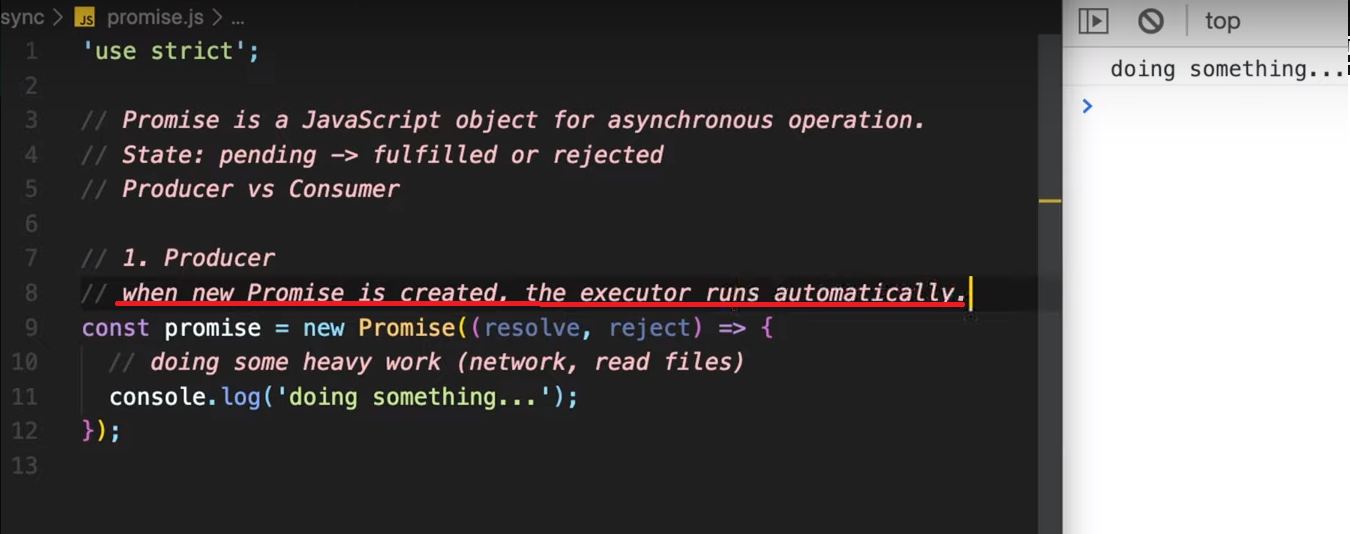 sync > JS promise.js > ...
1 'use strict';
2
3 // Promise is a JavaScript object for asynchronous operation.
4 // State: pending -> fulfilled or rejected
5 // Producer vs Consumer
6
7 // 1. Producer
8 // when new Promise is created, the executor runs automatically.
9 const promise = new Promise((resolve, reject) => {
10 // doing some heavy work (network, read files)
11 console.log('doing something...');
12 });
13
top
doing something...
>